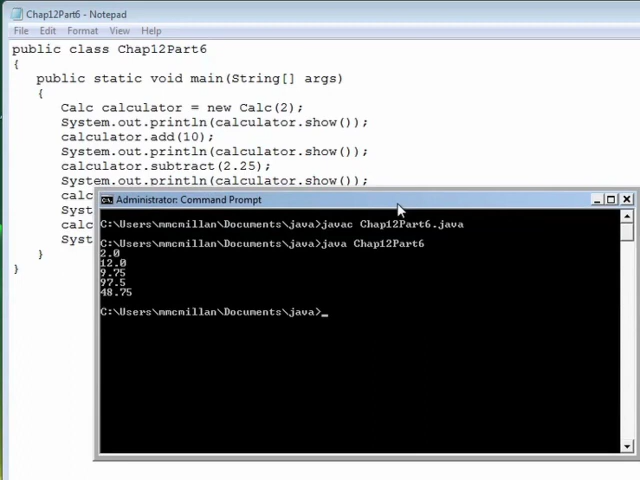 Chap12Part6 - Notepad
File Edit Format View Help
public class Chap12Part6
{
public static void main(String[] args)
{
Calc calculator = new Calc(2);
System.out.println(calculator.show());
calculator.add(10);
System.out.println(calculator.show());
calculator.subtract(2.25);
System.out.println(calculator.show());
calc
Syst
calc
Syst
}
}
Administrator: Command Prompt
C:\Users\mmcmillan\Documents\java>javac Chap12Part6.java
C:\Users\mmcmillan\Documents\java>java Chap12Part6
2.0
12.0
9.75
97.5
48.75
C:\Users\mmcmillan\Documents\java>_